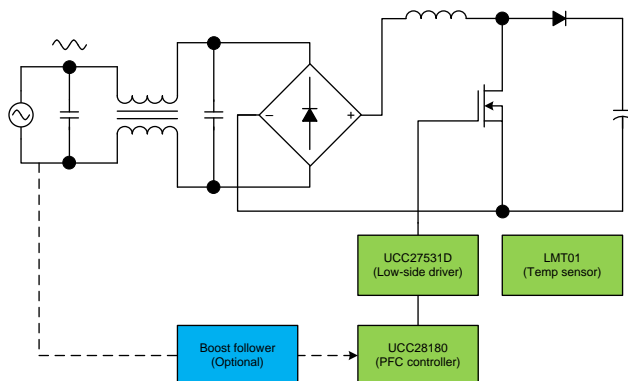 -
+
UCC27531D
(Low-side driver)
LMT01
(Temp sensor)
Boost follower
(Optional)
UCC28180
(PFC controller)